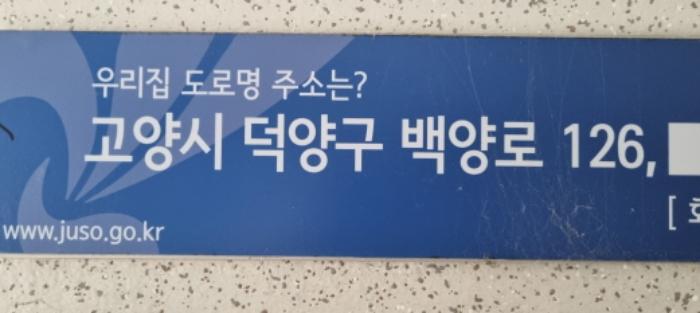 우리집 도로명 주소는?
고양시 덕양구 백양로 126,
[
www.juso.go.kr